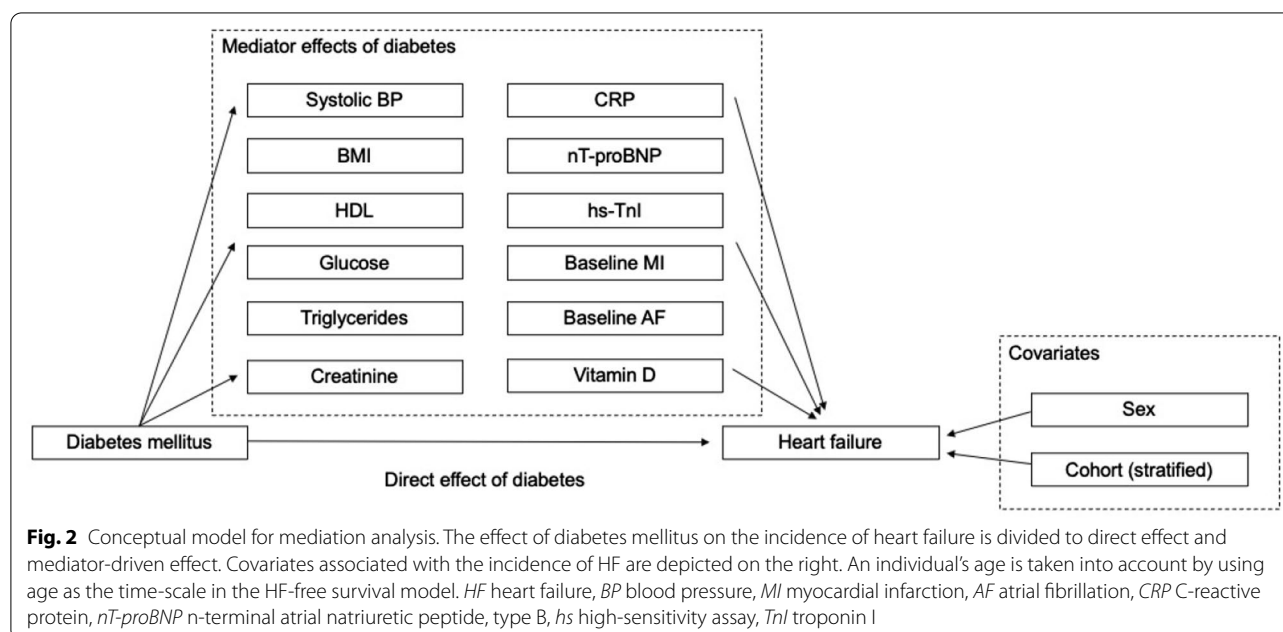 Mediator effects of diabetes
Systolic BP
CRP
BMI
nT-proBNP
HDL
hs-TnI
Glucose
Baseline MI
Triglycerides
Baseline AF
Creatinine
Vitamin D
Covariates
Sex
Cohort (stratified)
Diabetes mellitus
Heart failure
Direct effect of diabetes
Fig. 2 Conceptual model for mediation analysis. The effect of diabetes mellitus on the incidence of heart failure is divided to direct effect and
mediator-driven effect. Covariates associated with the incidence of HF are depicted on the right. An individual's age is taken into account by using
age as the time-scale in the HF-free survival model. HF heart failure, BP blood pressure, MI myocardial infarction, AF atrial fibrillation, CRP C-reactive
protein, nT-proBNP n-terminal atrial natriuretic peptide, type B, hs high-sensitivity assay, TnI troponin I